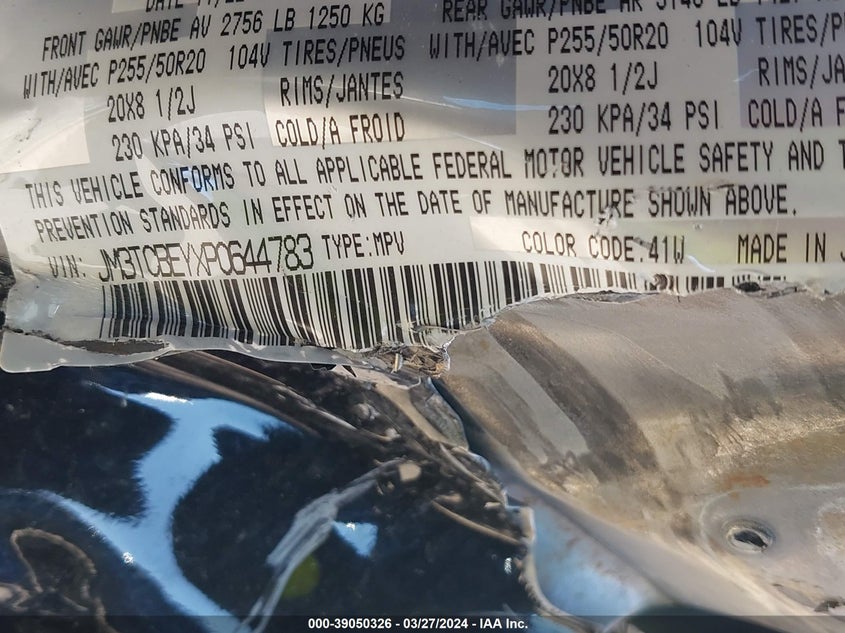 FRONT GAWR/PNBE AV 2756 LB 1250 KG REAR GAWR/PNBE AR
WITH/AVEC P255/50R20 104V TIRES/PNEUS WITH/AVEC P255/50R20 104V
20X8 1/2J RIMS/JANTES 20X8 1/2J
230 KPA/34 PSI COLD/A FROID 230 KPA/34 PSI COLD/A
THIS VEHICLE CONFORMS TO ALL APPLICABLE FEDERAL MOTOR VEHICLE SAFETY AND
PREVENTION STANDARDS IN EFFECT ON THE DATE OF MANUFACTURE SHOWN ABOVE.
VIN: JM3TCBEYXP0644783 TYPE:MPV COLOR CODE:41W MADE IN
000-39050326 - 03/27/2024 - IAA Inc.